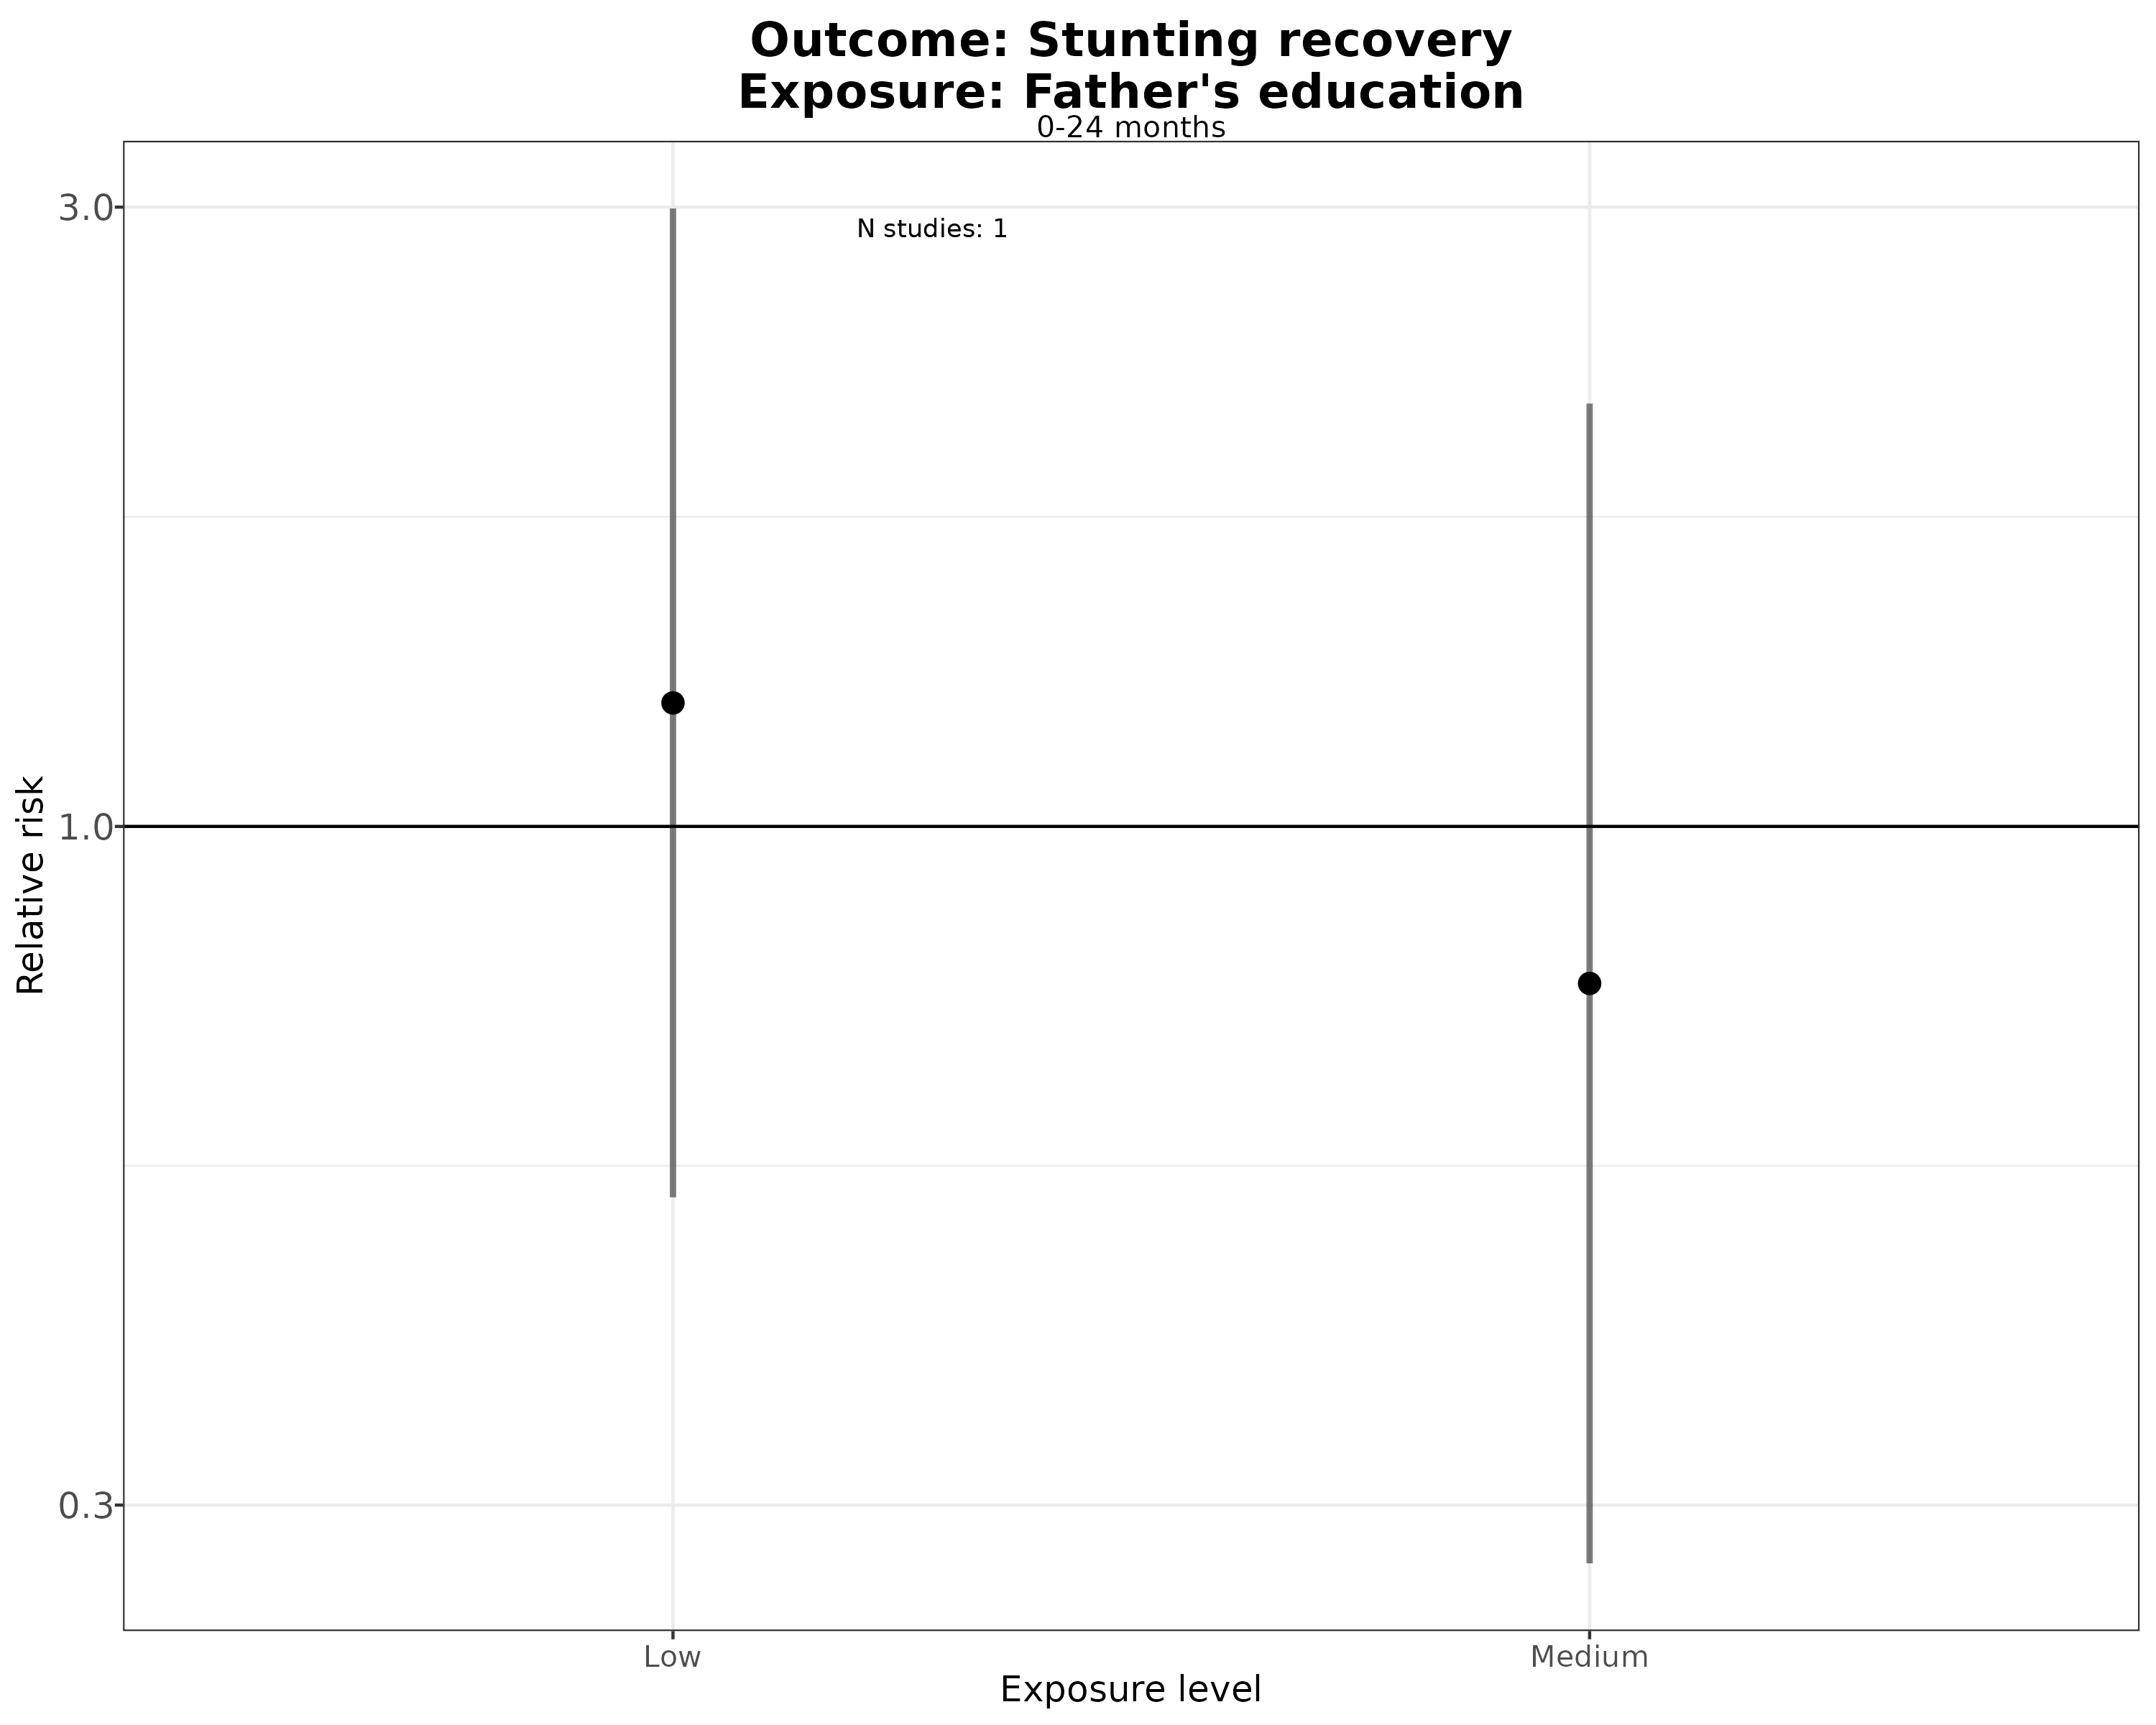 Outcome: Stunting recovery
Exposure: Father's education
0-24 months
3.0
N studies: 1
Relative risk
1.0
0.3
Low
Medium
Exposure level